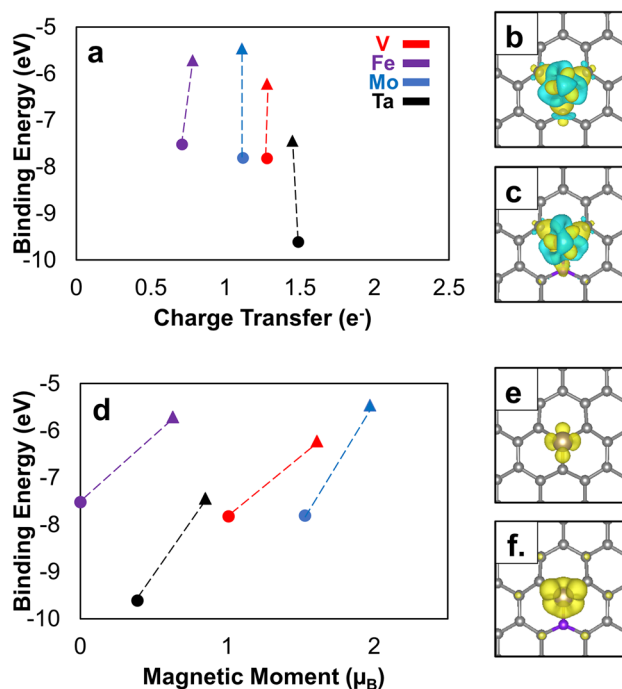 a
Binding Energy (eV)
-5
-6
-7
-8
-9
-10
0
0.5
1
1.5
2
2.5
Charge Transfer (e-)
V
Fe
Mo
Ta
b
c
d
Binding Energy (eV)
-5
-6
-7
-8
-9
-10
0
1
2
Magnetic Moment (μB)
e
f.